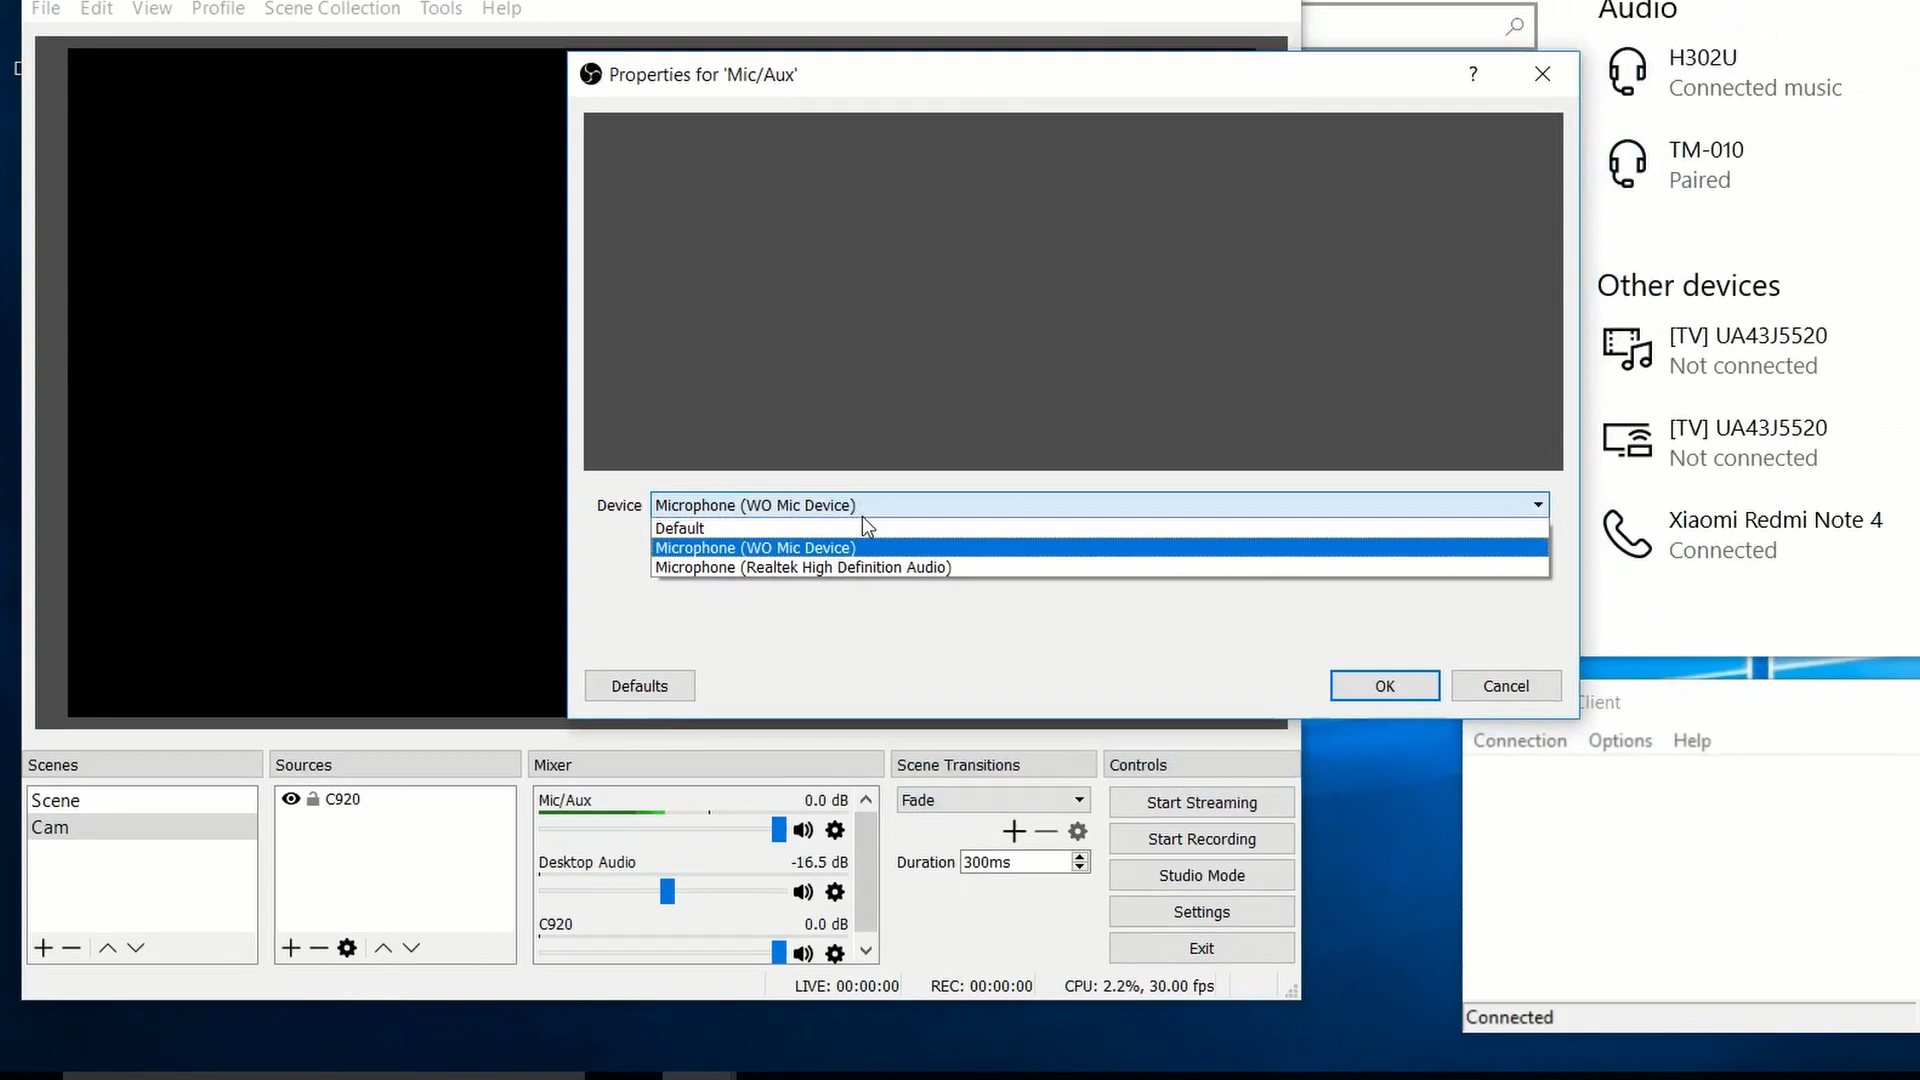 File Edit View Profile Scene Collection Tools Help
Properties for 'Mic/Aux'
?
Device Microphone (WO Mic Device)
Default
Microphone (WO Mic Device)
Microphone (Realtek High Definition Audio)
Defaults OK Cancel
Audio
H302U
Connected music
TM-010
Paired
Other devices
[TV] UA43J5520
Not connected
[TV] UA43J5520
Not connected
Xiaomi Redmi Note 4
Connected
Scenes
Scene
Cam
Sources
C920
Mixer
Mic/Aux 0.0 dB
Desktop Audio -16.5 dB
C920 0.0 dB
Scene Transitions
Fade
Duration 300ms
Controls
Start Streaming
Start Recording
Studio Mode
Settings
Exit
LIVE: 00:00:00 REC: 00:00:00 CPU: 2.2%, 30.00 fps
Connection Options Help
Connected